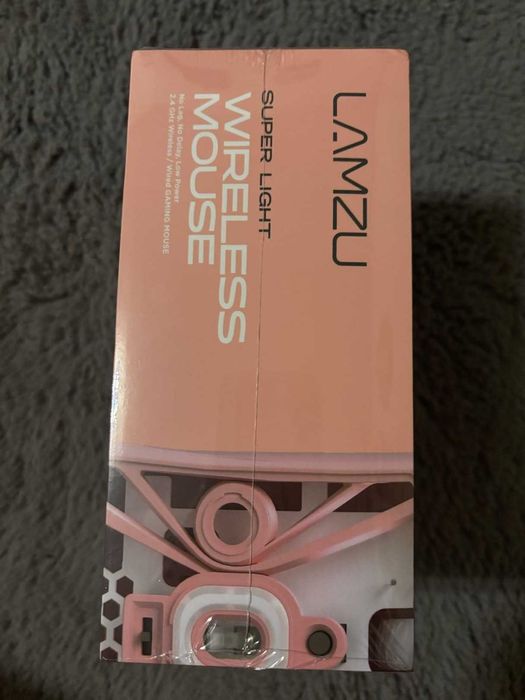 LAMZU
SUPER LIGHT
WIRELESS
MOUSE
No Lag, No Delay, Low Power
2.4 GHz Wireless / Wired GAMING MOUSE